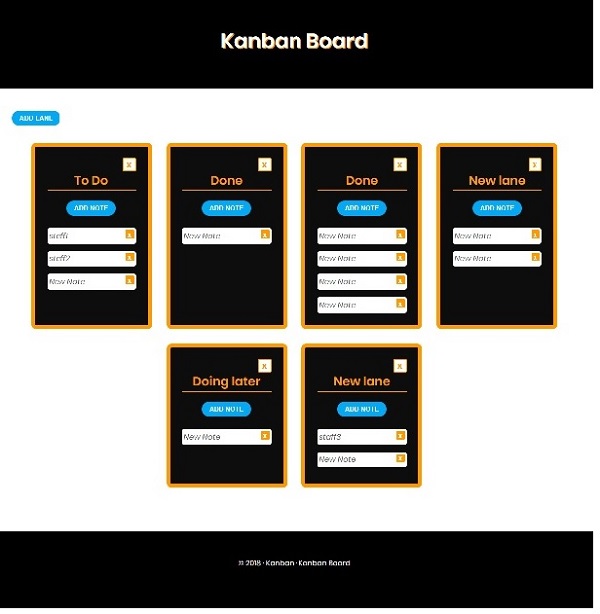 Kanban Board
ADD LANE
X
To Do
ADD NOTE
staff1 X
staff2 X
New Note X
X
Done
ADD NOTE
New Note X
X
Done
ADD NOTE
New Note X
New Note X
New Note X
New Note X
X
New lane
ADD NOTE
New Note X
New Note X
X
Doing later
ADD NOTE
New Note X
X
New lane
ADD NOTE
staff3 X
New Note X
© 2018 · Kanban · Kanban Board